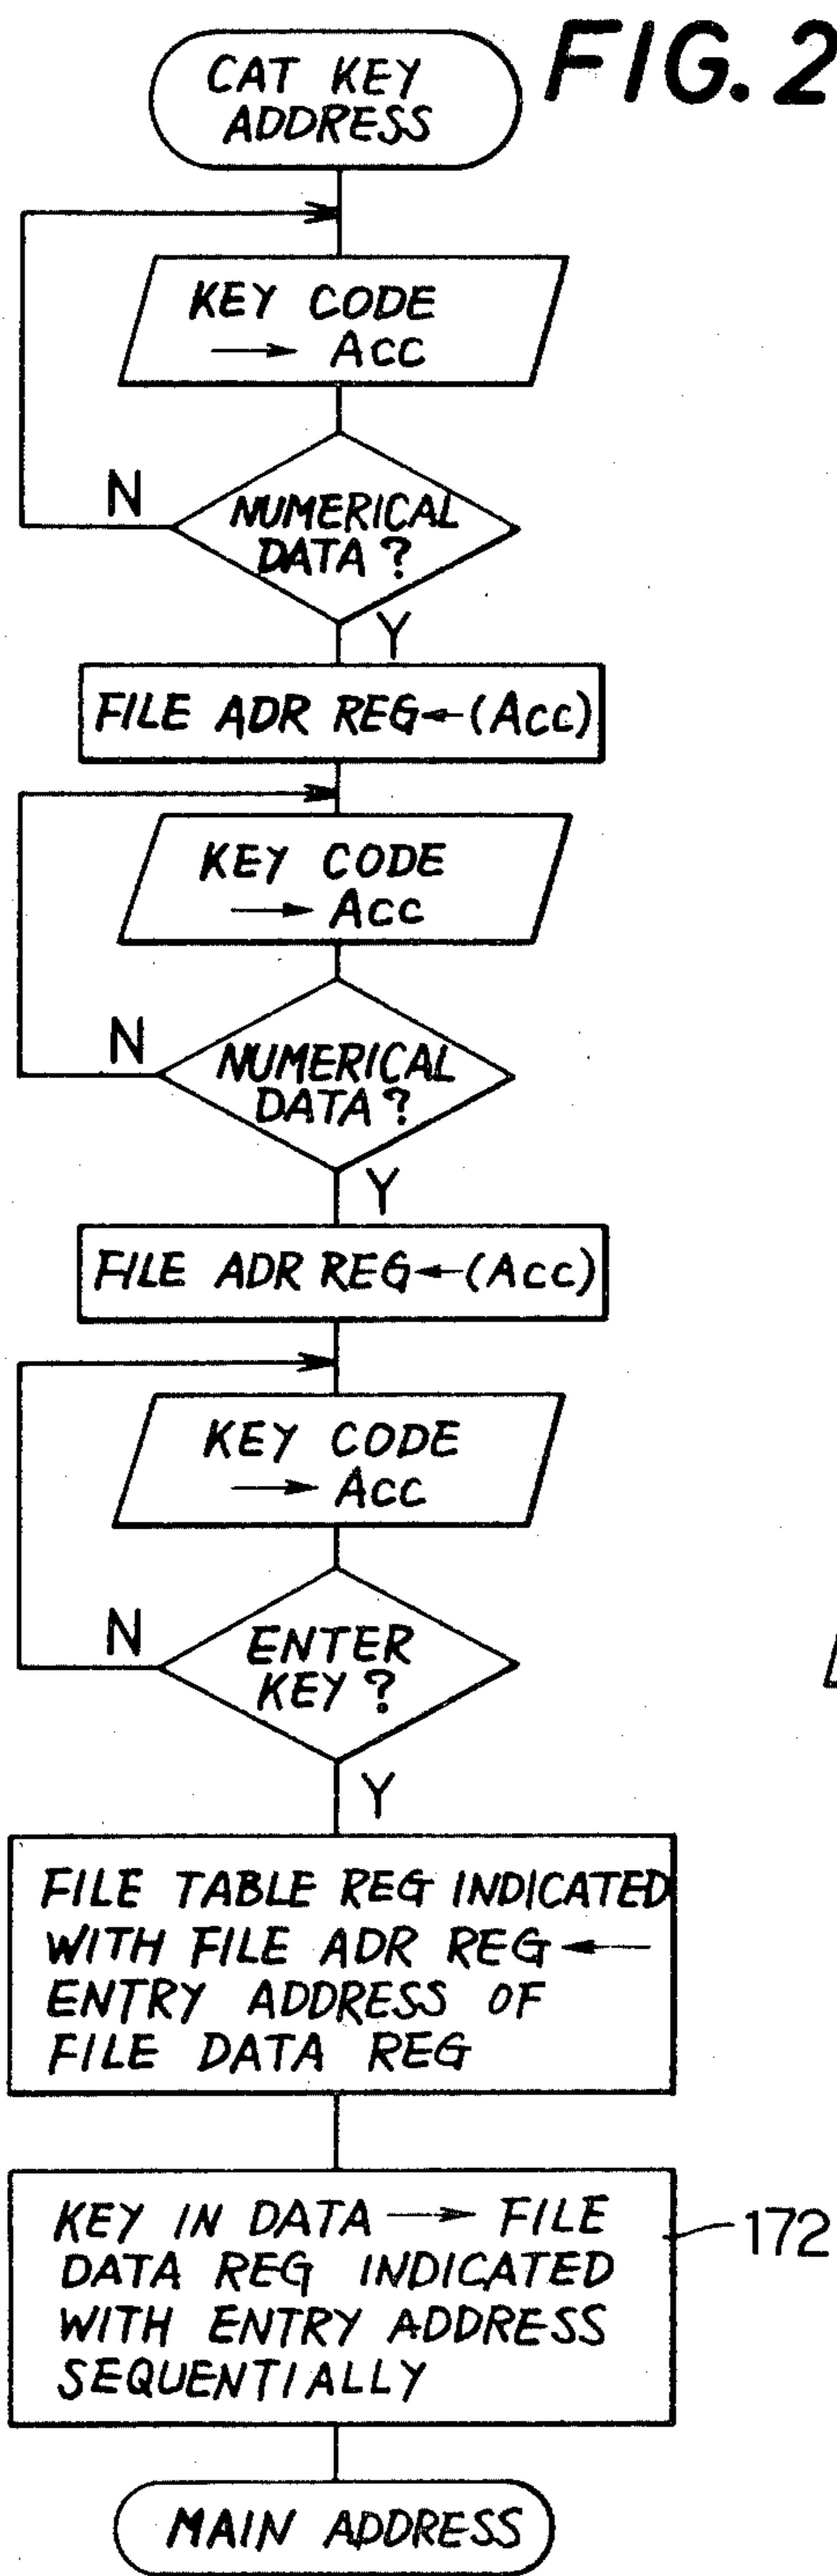 FIG. 2
CAT KEY
ADDRESS
KEY CODE
→ Acc
N
NUMERICAL
DATA ?
Y
FILE ADR REG←(Acc)
KEY CODE
→ Acc
N
NUMERICAL
DATA ?
Y
FILE ADR REG←(Acc)
KEY CODE
→ Acc
N
ENTER
KEY ?
Y
FILE TABLE REG INDICATED
WITH FILE ADR REG ←
ENTRY ADDRESS OF
FILE DATA REG
KEY IN DATA → FILE
DATA REG INDICATED
WITH ENTRY ADDRESS
SEQUENTIALLY
172
MAIN ADDRESS